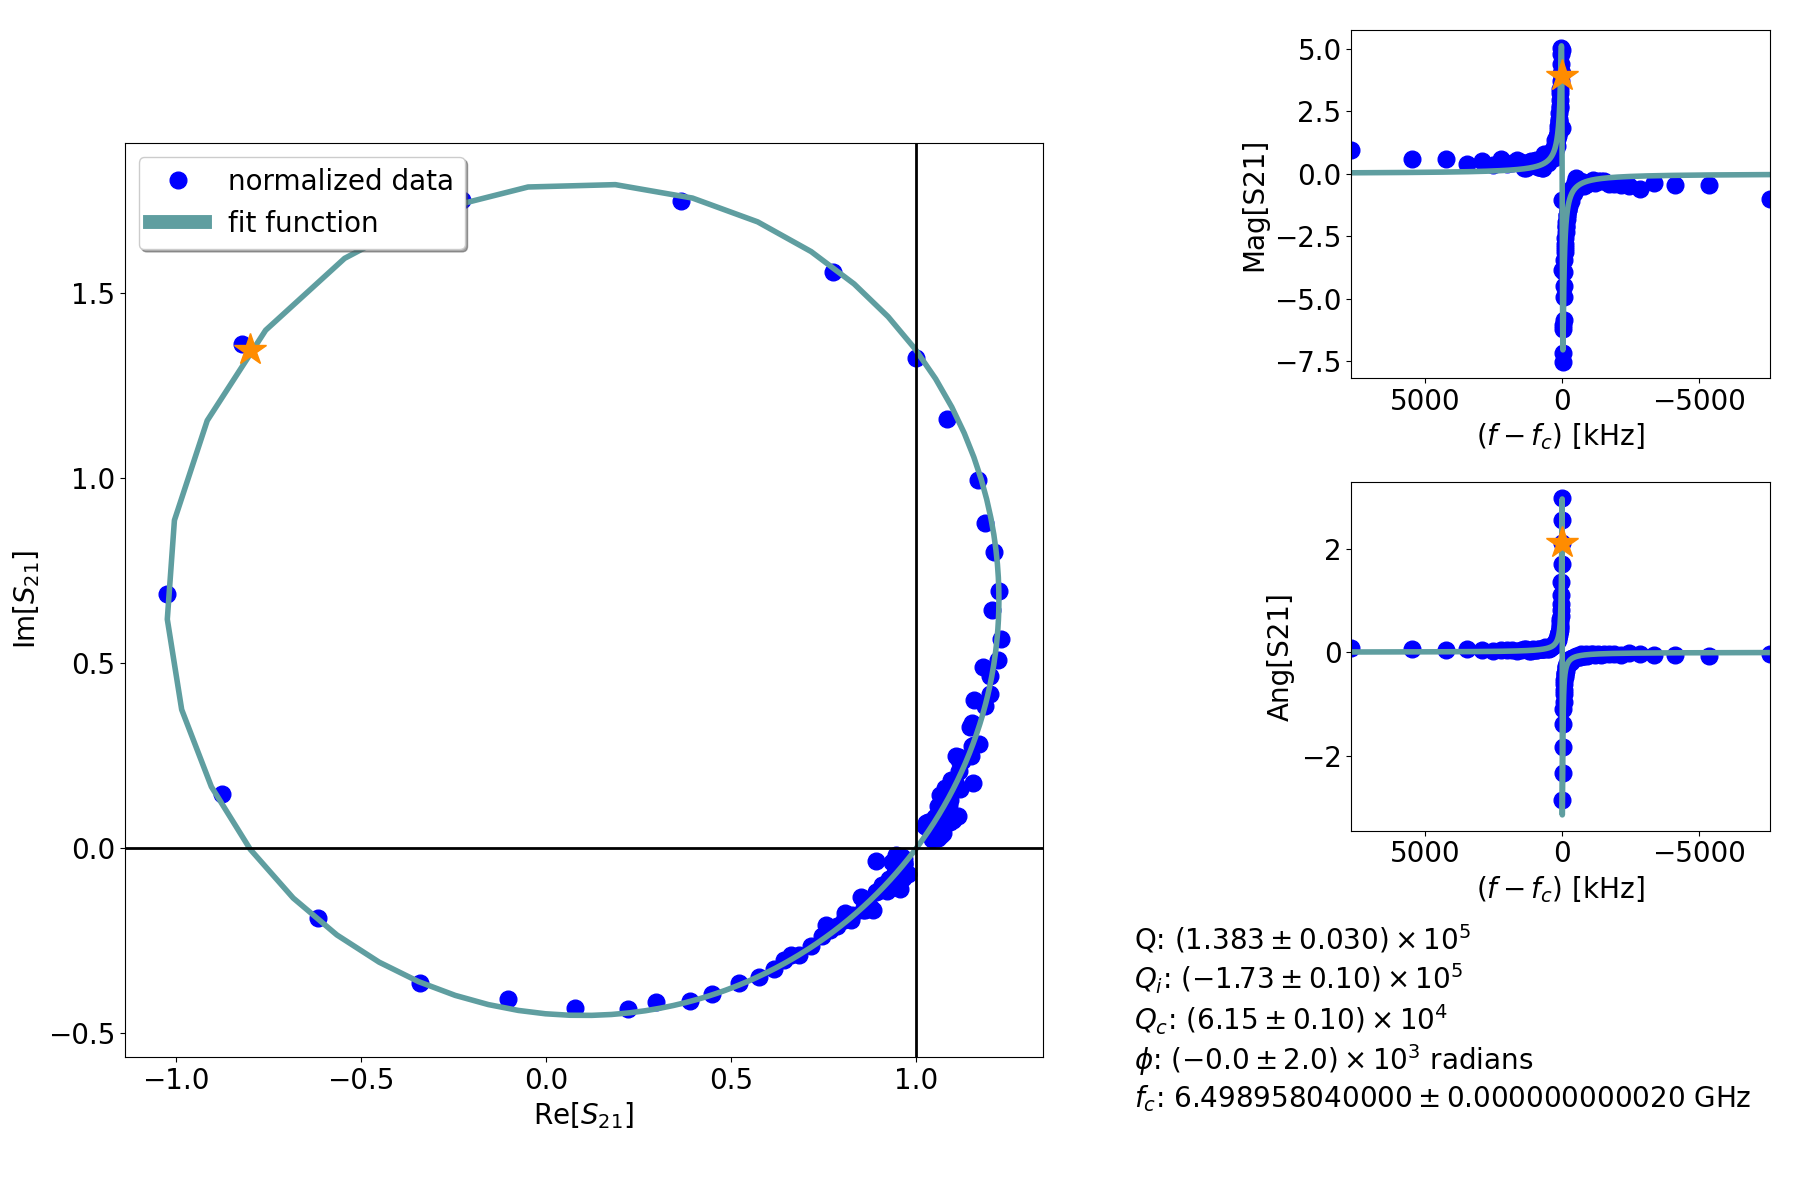 normalized data
fit function
1.5
1.0
0.5
0.0
−0.5
−1.0
−0.5
0.0
0.5
1.0
Im[S21]
Re[S21]
5.0
2.5
0.0
−2.5
−5.0
−7.5
5000
0
−5000
Mag[S21]
(f − fc) [kHz]
2
0
−2
5000
0
−5000
Ang[S21]
(f − fc) [kHz]
Q: (1.383 ± 0.030) × 10^5
Qi: (−1.73 ± 0.10) × 10^5
Qc: (6.15 ± 0.10) × 10^4
ϕ: (−0.0 ± 2.0) × 10^3 radians
fc: 6.498958040000 ± 0.000000000020 GHz